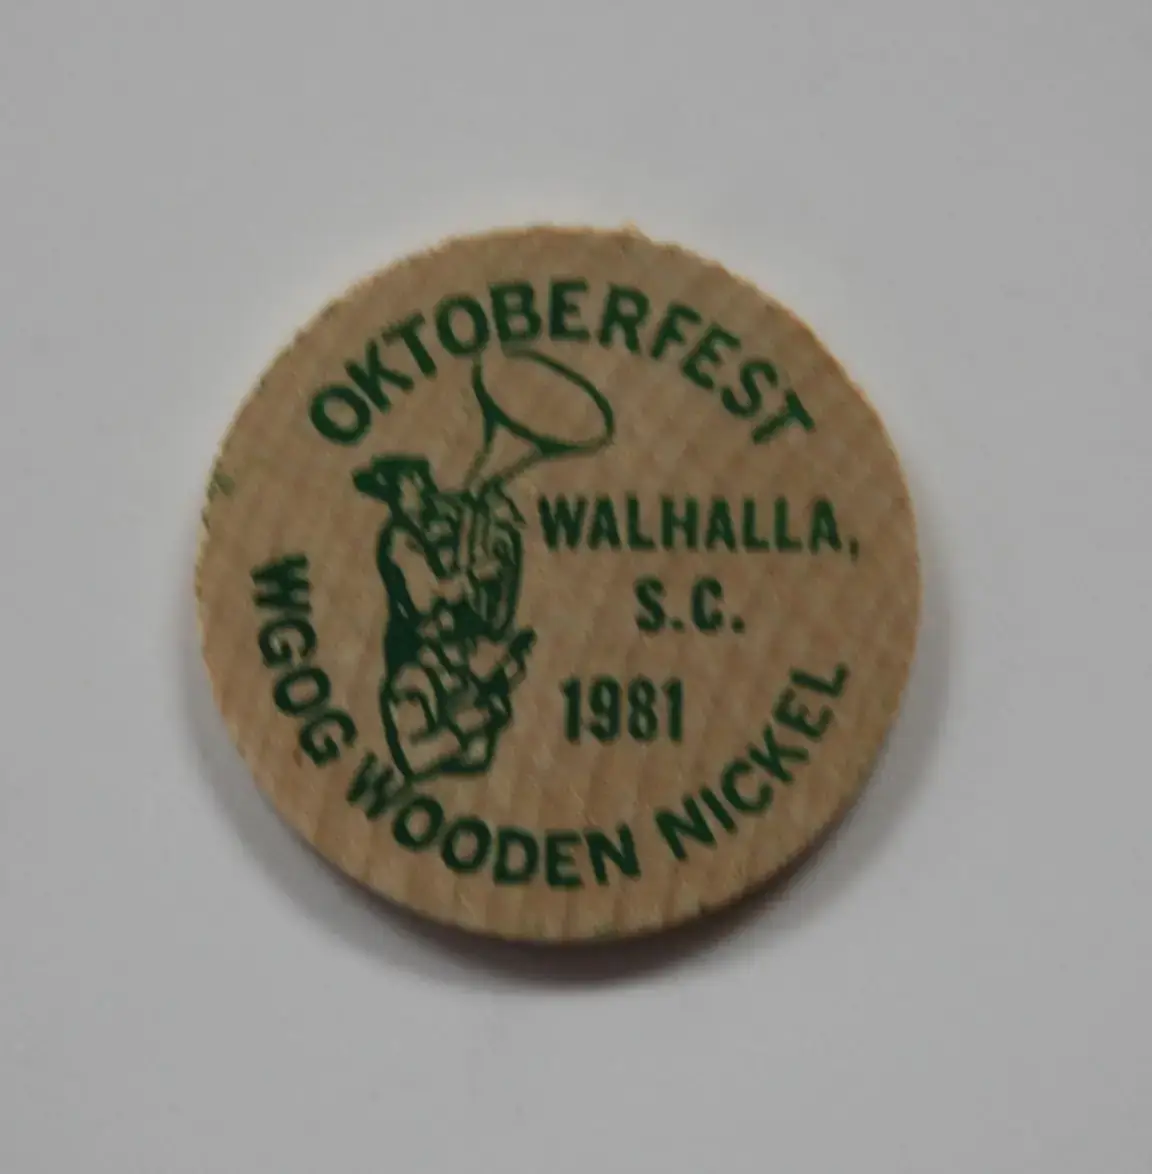 OKTOBERFEST
WALHALLA,
S.C.
1981
WGOG WOODEN NICKEL